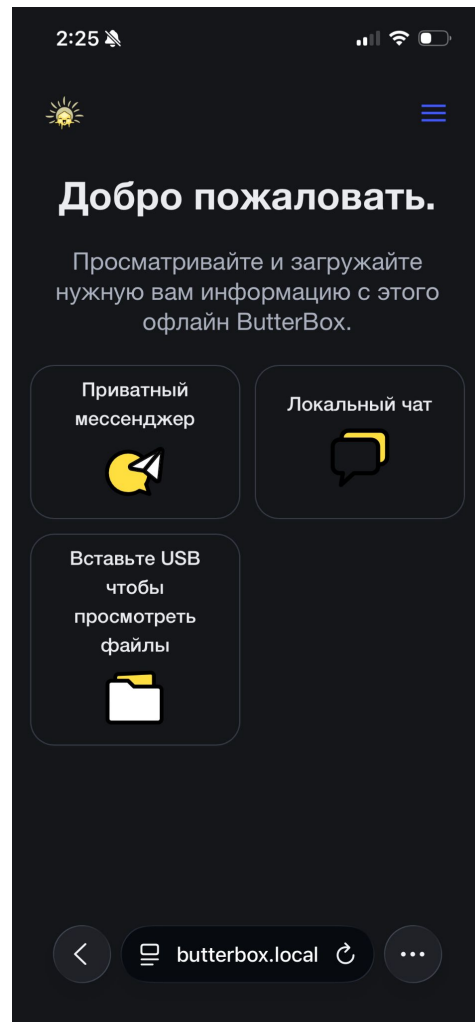 2:25
Добро пожаловать.
Просматривайте и загружайте
нужную вам информацию с этого
офлайн ButterBox.
Приватный
мессенджер
Локальный чат
Вставьте USB
чтобы
просмотреть
файлы
butterbox.local